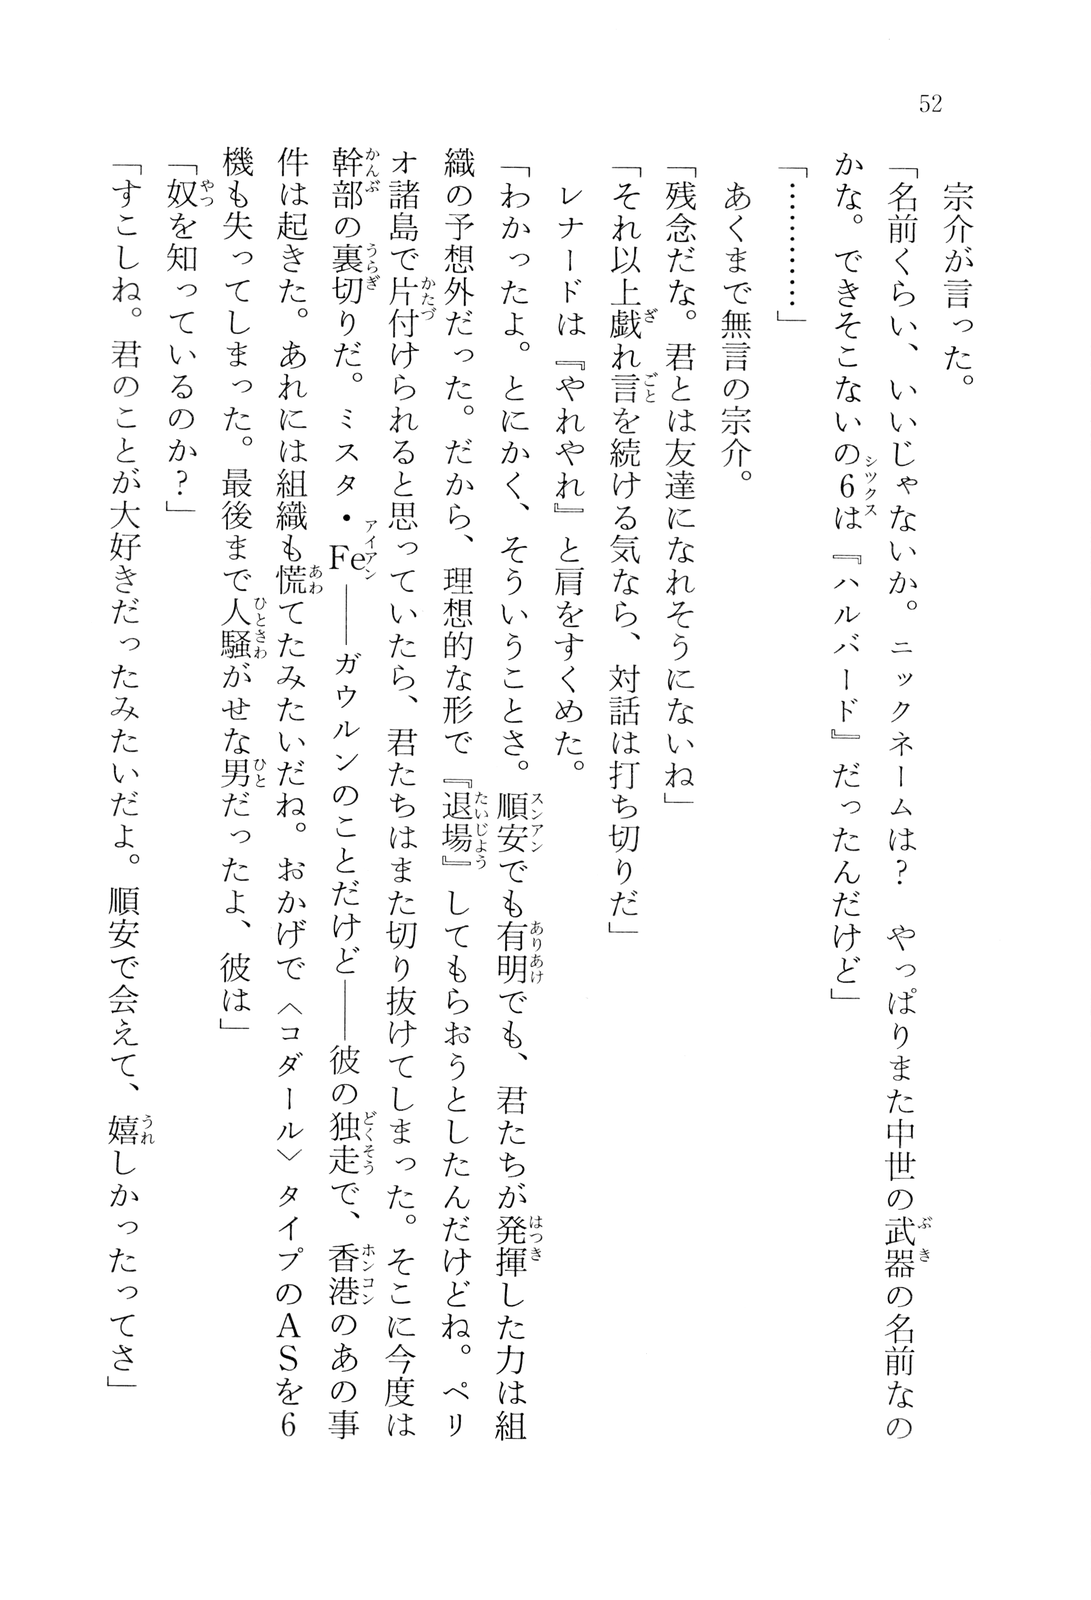 52
宗介が言った。
「名前くらい、いいじゃないか。ニックネームは？　やっぱりまた中世の武器の名前なの
かな。できそこないの6は『ハルバード』だったんだけど」
「…………」
あくまで無言の宗介。
「残念だな。君とは友達になれそうにないね」
「それ以上戯れ言を続ける気なら、対話は打ち切りだ」
レナードは『やれやれ』と肩をすくめた。
「わかったよ。とにかく、そういうことさ。順安でも有明でも、君たちが発揮した力は組
織の予想外だった。だから、理想的な形で『退場』してもらおうとしたんだけどね。ペリ
オ諸島で片付けられると思っていたら、君たちはまた切り抜けてしまった。そこに今度は
幹部の裏切りだ。ミスタ・Fe――ガウルンのことだけど――彼の独走で、香港のあの事
件は起きた。あれには組織も慌てたみたいだね。おかげで〈コダール〉タイプのASを6
機も失ってしまった。最後まで人騒がせな男だったよ、彼は」
「奴を知っているのか？」
「すこしね。君のことが大好きだったみたいだよ。順安で会えて、嬉しかったってさ」